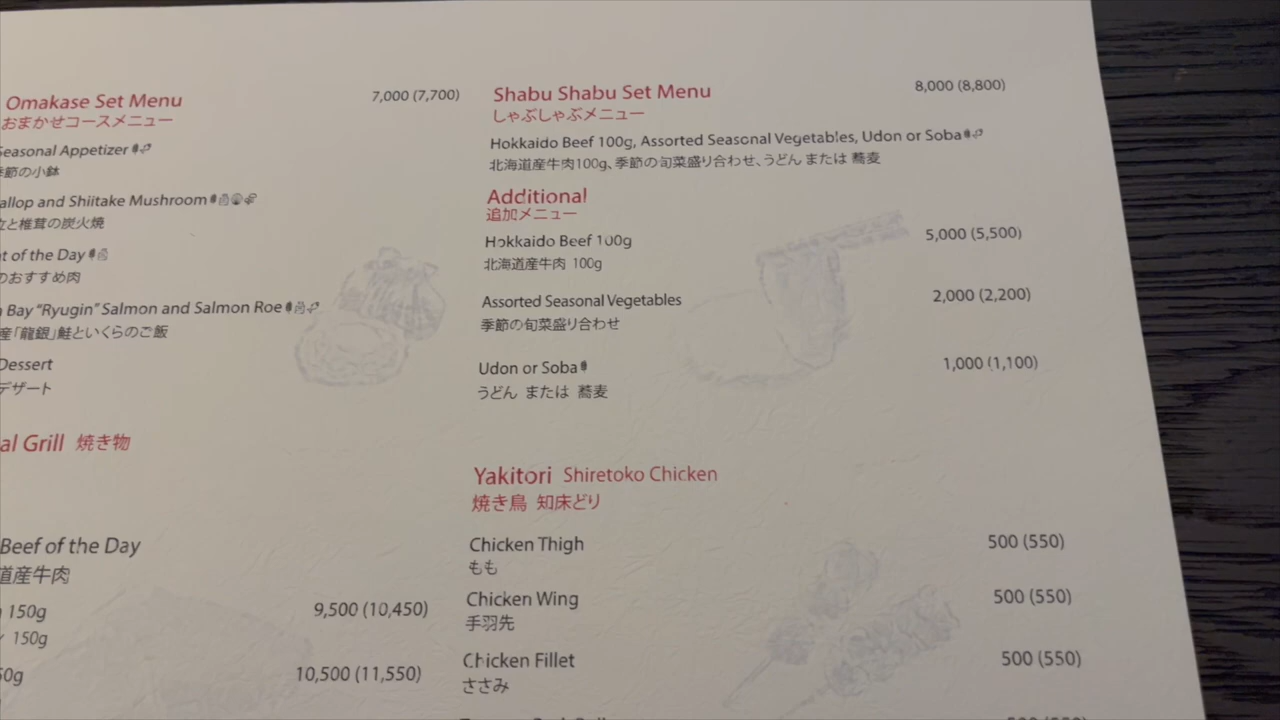 Omakase Set Menu 7,000 (7,700)
おまかせコースメニュー
Seasonal Appetizer
季節の小鉢
and Shiitake Mushroom
と椎茸の炭火焼
of the Day
のおすすめ肉
Bay "Ryugin" Salmon and Salmon Roe
産「龍銀」鮭といくらのご飯
Dessert
デザート
Grill 焼き物
Beef of the Day
道産牛肉
150g 9,500 (10,450)
150g
10,500 (11,550)
Shabu Shabu Set Menu 8,000 (8,800)
しゃぶしゃぶメニュー
Hokkaido Beef 100g, Assorted Seasonal Vegetables, Udon or Soba
北海道産牛肉100g、季節の旬菜盛り合わせ、うどん または 蕎麦
Additional
追加メニュー
Hokkaido Beef 100g 5,000 (5,500)
北海道産牛肉 100g
Assorted Seasonal Vegetables 2,000 (2,200)
季節の旬菜盛り合わせ
Udon or Soba 1,000 (1,100)
うどん または 蕎麦
Yakitori Shiretoko Chicken
焼き鳥 知床どり
Chicken Thigh 500 (550)
もも
Chicken Wing 500 (550)
手羽先
Chicken Fillet 500 (550)
ささみ